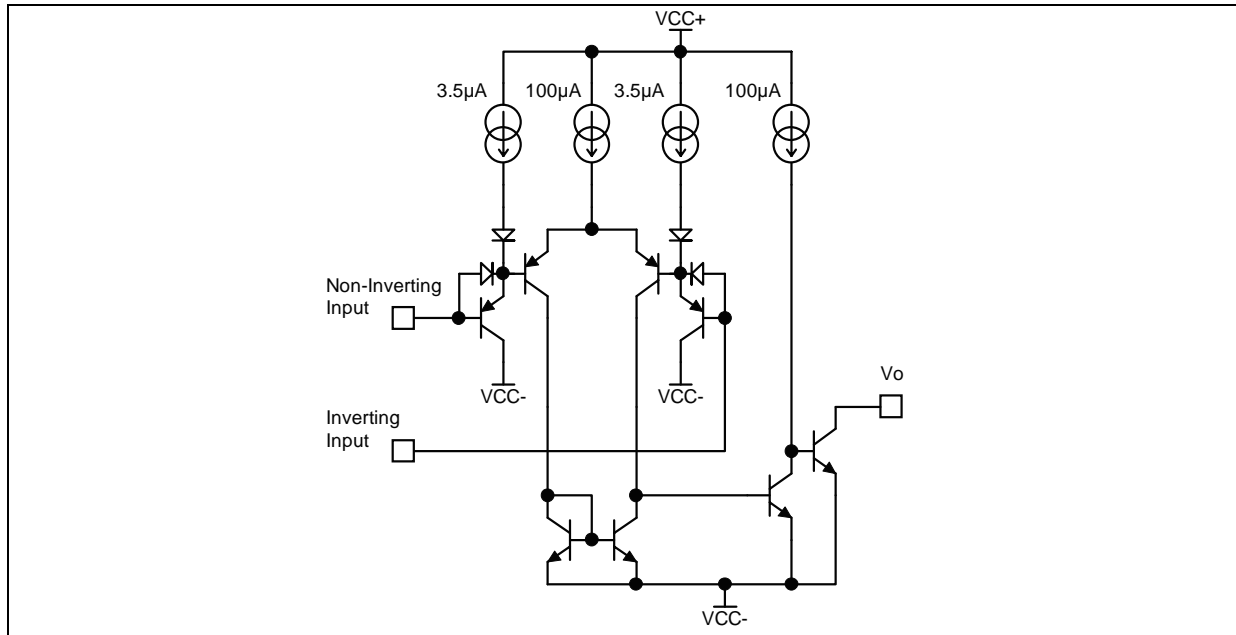 VCC+
3.5µA
100µA
3.5µA
100µA
Non-Inverting
Input
VCC-
VCC-
Vo
Inverting
Input
VCC-